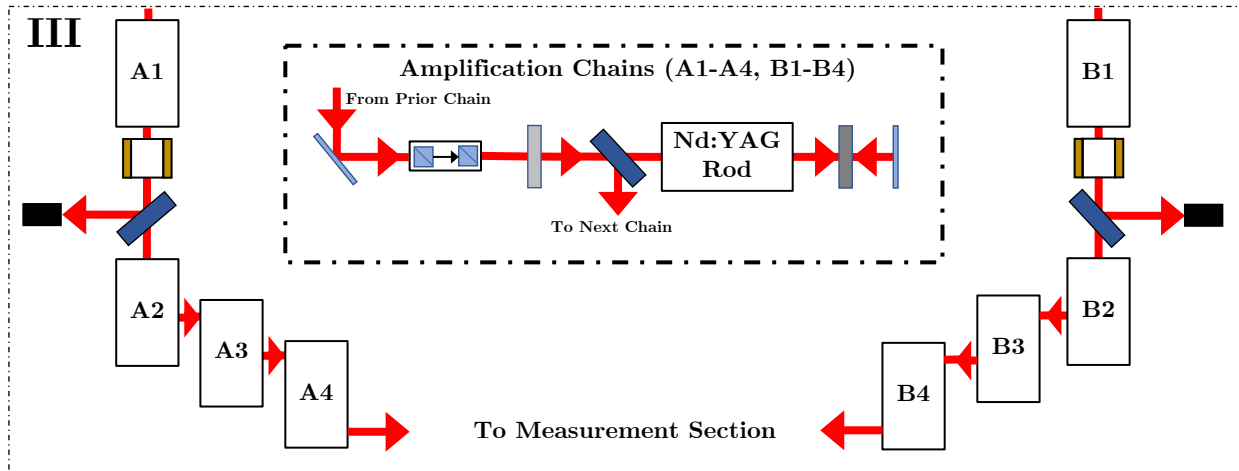 III
A1
B1
Amplification Chains (A1-A4, B1-B4)
From Prior Chain
Nd:YAG
Rod
To Next Chain
A2
B2
A3
B3
A4
B4
To Measurement Section